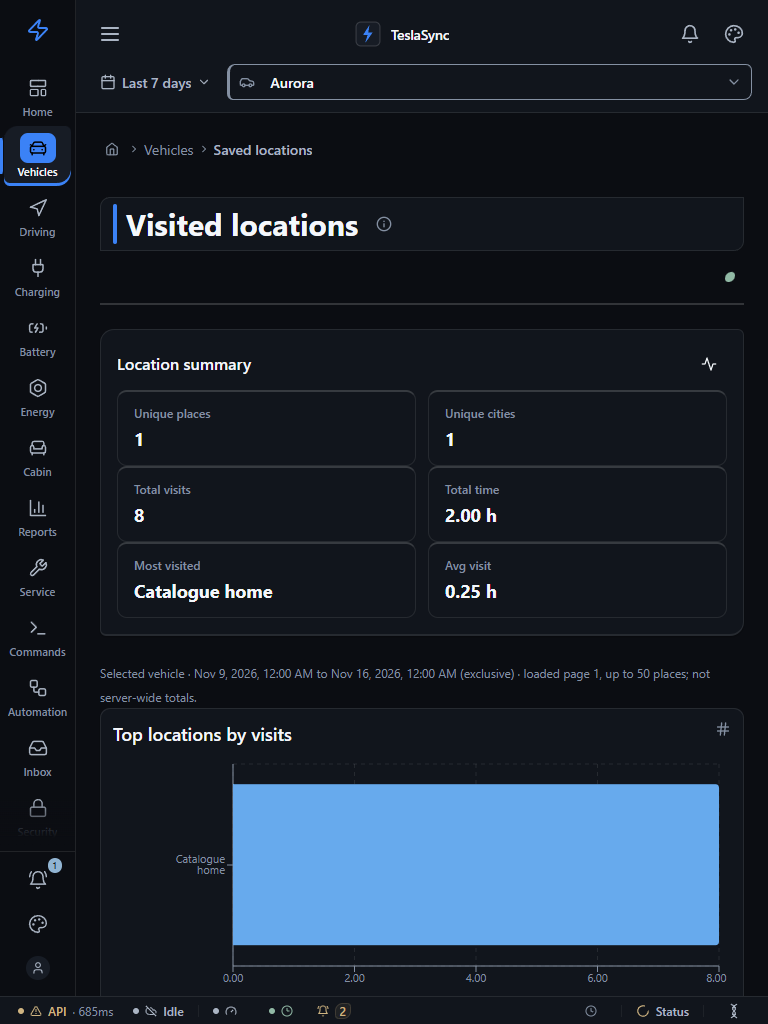 TeslaSync
Last 7 days
Aurora
Home
Vehicles
Driving
Charging
Battery
Energy
Cabin
Reports
Service
Commands
Automation
Inbox
Security
1
Vehicles
Saved locations
Visited locations
Location summary
Unique places
1
Unique cities
1
Total visits
8
Total time
2.00 h
Most visited
Catalogue home
Avg visit
0.25 h
Selected vehicle · Nov 9, 2026, 12:00 AM to Nov 16, 2026, 12:00 AM (exclusive) · loaded page 1, up to 50 places; not
server-wide totals.
Top locations by visits
Catalogue
home
0.00 2.00 4.00 6.00 8.00
API · 685ms Idle 2 Status